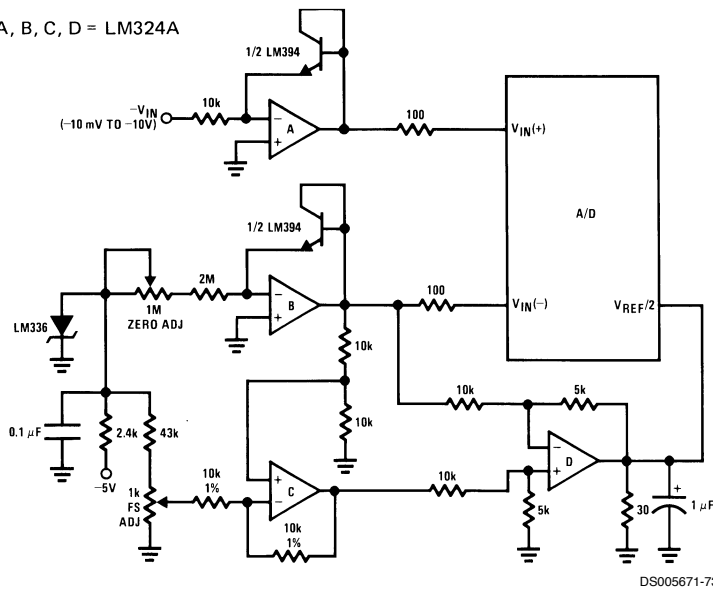 A, B, C, D = LM324A
1/2 LM394
10k
−VIN
(−10 mV TO −10V)
−
A
+
100
VIN(+)
A/D
1/2 LM394
2M
1M
ZERO ADJ
LM336
−
B
+
100
VIN(−)
VREF/2
10k
10k
10k
5k
0.1 μF
2.4k
43k
−5V
1k
FS
ADJ
10k
1%
+
C
−
10k
1%
10k
−
D
+
5k
30
+
1 μF
DS005671-73